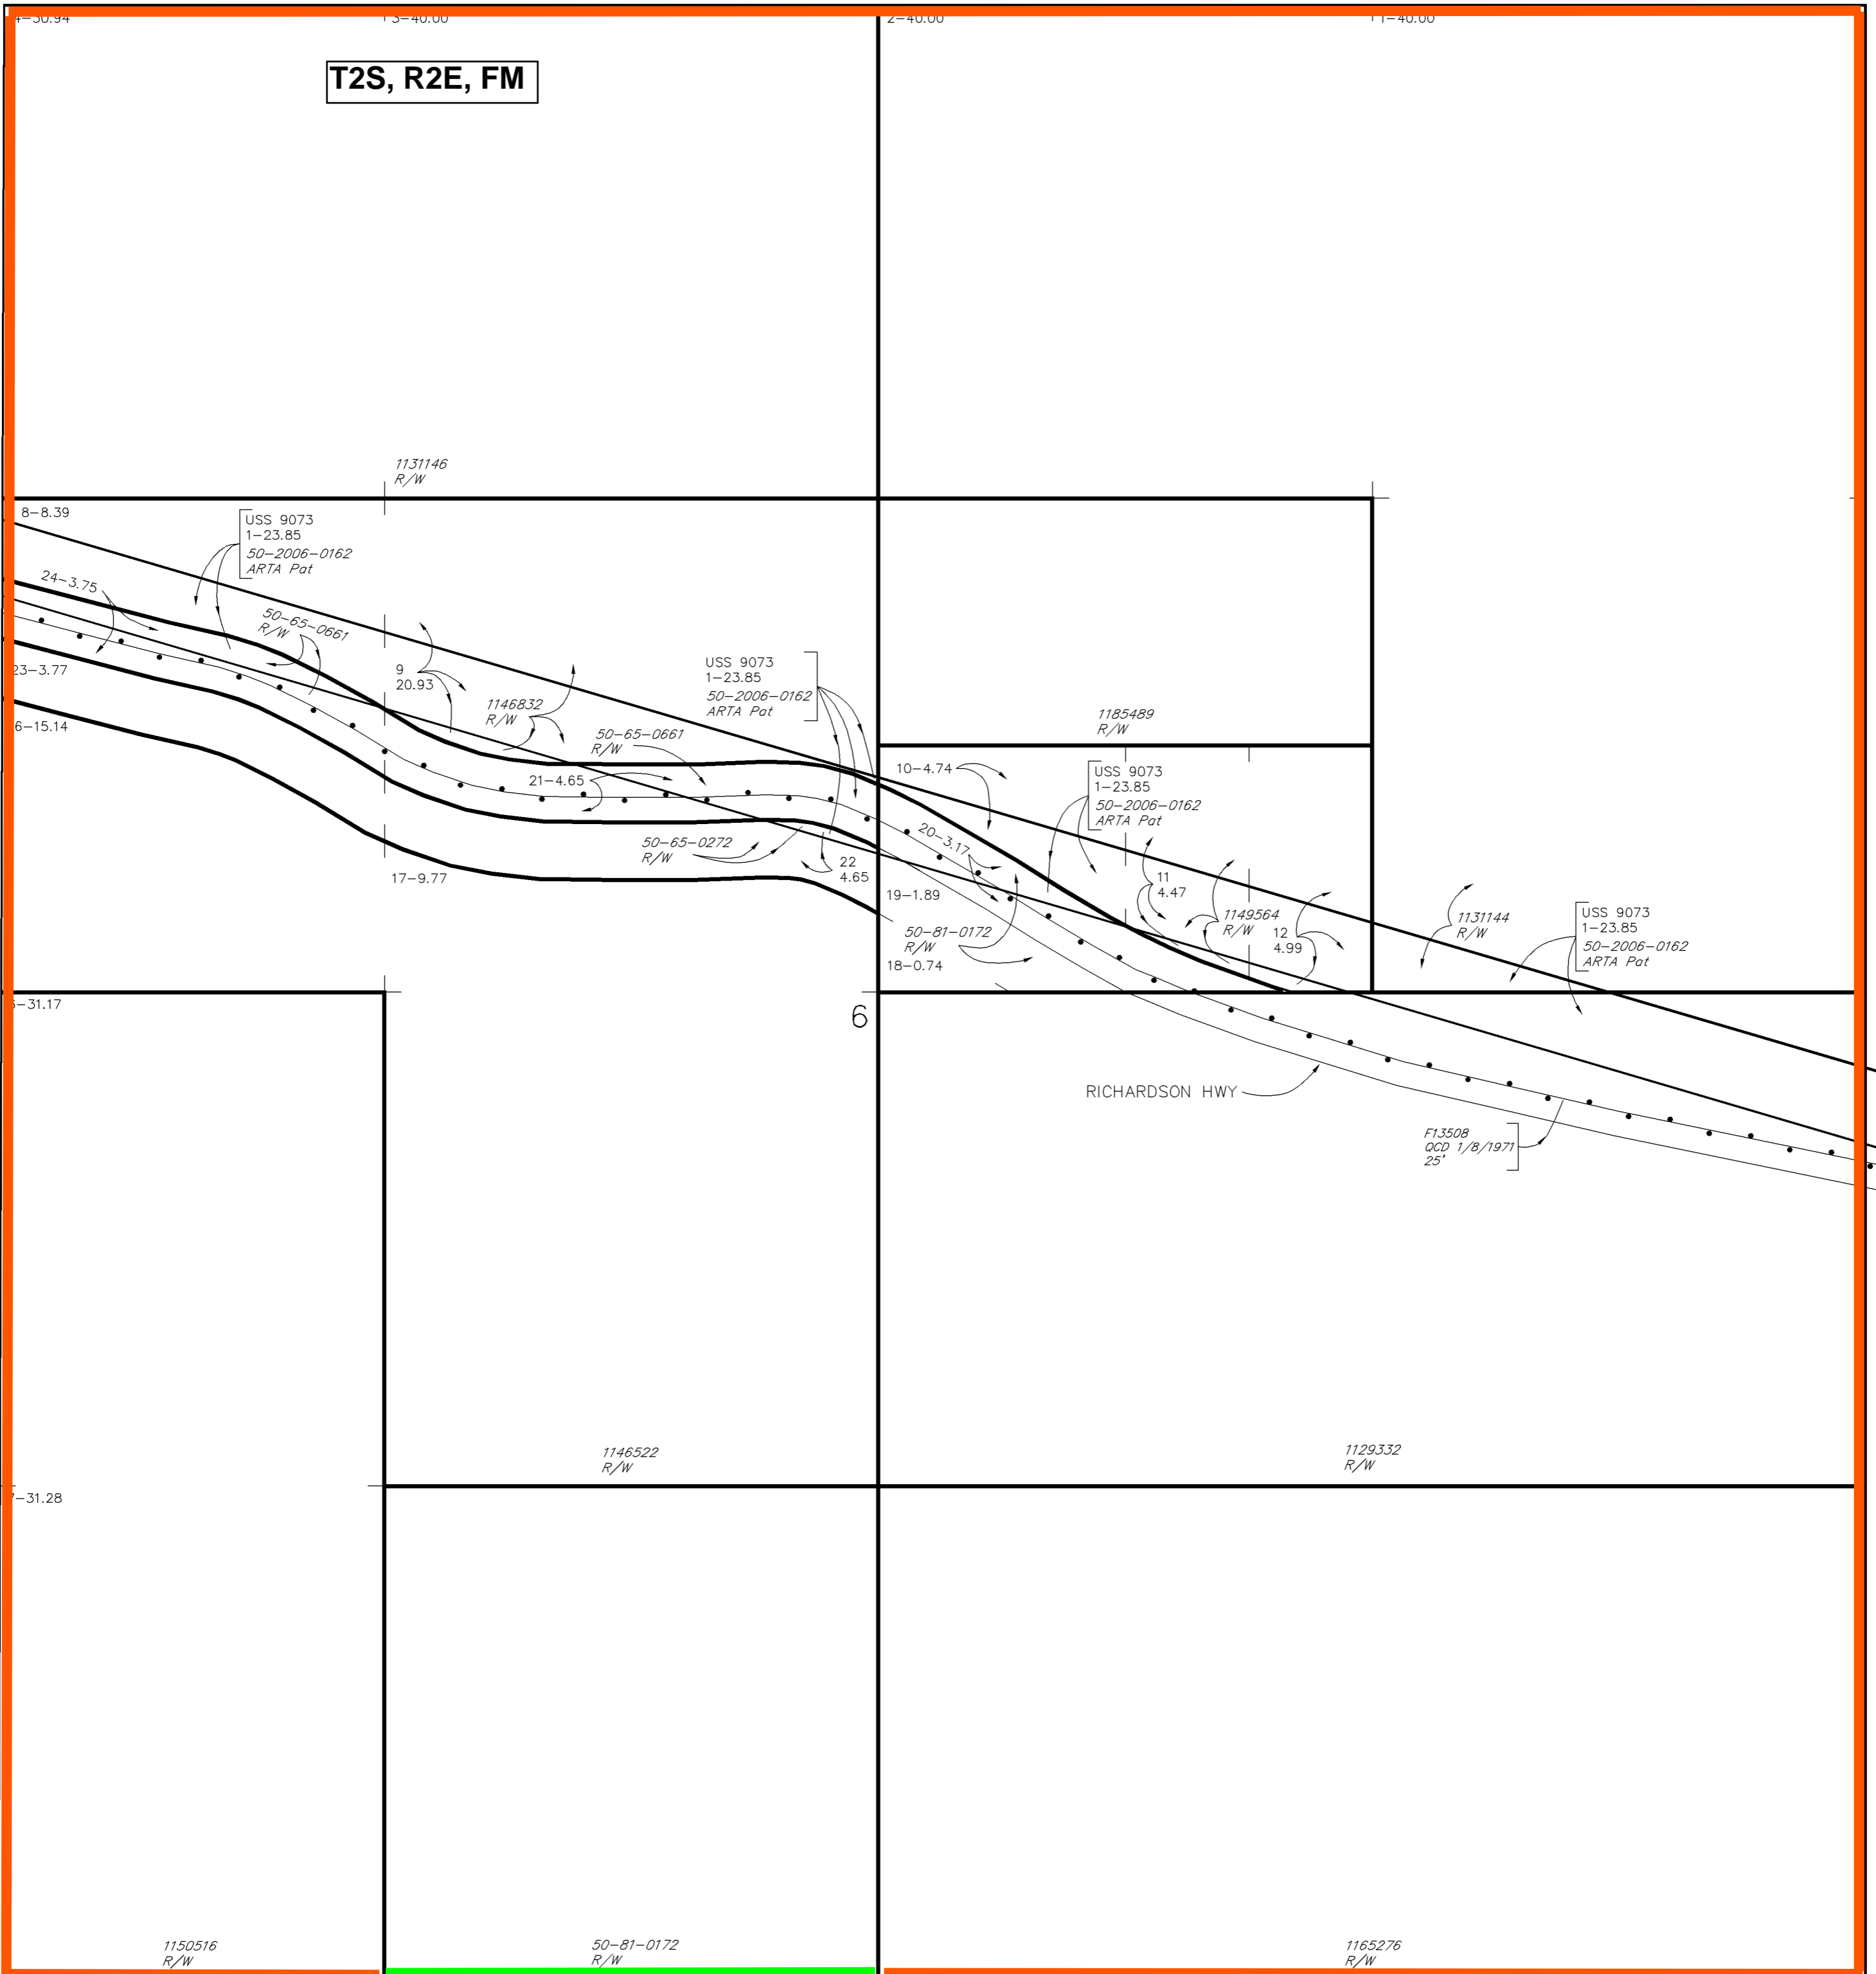 4-30.94
3-40.00
2-40.00
1-40.00
T2S, R2E, FM
1131146
R/W
8-8.39
USS 9073
1-23.85
50-2006-0162
ARTA Pat
24-3.75
50-65-0661
R/W
23-3.77
9
20.93
USS 9073
1-23.85
50-2006-0162
ARTA Pat
1146832
R/W
6-15.14
50-65-0661
R/W
1185489
R/W
21-4.65
10-4.74
USS 9073
1-23.85
50-2006-0162
ARTA Pat
20-3.17
50-65-0272
R/W
22
4.65
17-9.77
19-1.89
11
4.47
1149564
R/W
12
4.99
1131144
R/W
USS 9073
1-23.85
50-2006-0162
ARTA Pat
50-81-0172
R/W
18-0.74
-31.17
6
RICHARDSON HWY
F13508
QCD 1/8/1971
25'
1146522
R/W
1129332
R/W
7-31.28
1150516
R/W
50-81-0172
R/W
1165276
R/W